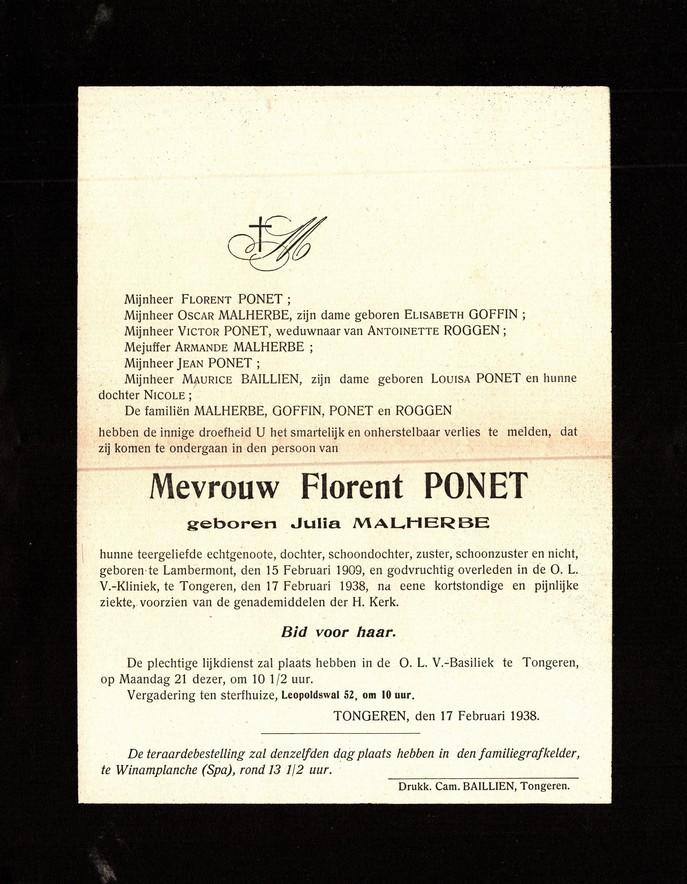 M
Mijnheer FLORENT PONET ;
Mijnheer OSCAR MALHERBE, zijn dame geboren ELISABETH GOFFIN ;
Mijnheer VICTOR PONET, weduwnaar van ANTOINETTE ROGGEN ;
Mejuffer ARMANDE MALHERBE ;
Mijnheer JEAN PONET ;
Mijnheer MAURICE BAILLIEN, zijn dame geboren LOUISA PONET en hunne
dochter NICOLE ;
De familiën MALHERBE, GOFFIN, PONET en ROGGEN
hebben de innige droefheid U het smartelijk en onherstelbaar verlies te melden, dat
zij komen te ondergaan in den persoon van
Mevrouw Florent PONET
geboren Julia MALHERBE
hunne teergeliefde echtgenoote, dochter, schoondochter, zuster, schoonzuster en nicht,
geboren te Lambermont, den 15 Februari 1909, en godvruchtig overleden in de O. L.
V.-Kliniek, te Tongeren, den 17 Februari 1938, na eene kortstondige en pijnlijke
ziekte, voorzien van de genademiddelen der H. Kerk.
Bid voor haar.
De plechtige lijkdienst zal plaats hebben in de O. L. V.-Basiliek te Tongeren,
op Maandag 21 dezer, om 10 1/2 uur.
Vergadering ten sterfhuize, Leopoldswal 52, om 10 uur.
TONGEREN, den 17 Februari 1938.
De teraardebestelling zal denzelfden dag plaats hebben in den familiegrafkelder,
te Winamplanche (Spa), rond 13 1/2 uur.
Drukk. Cam. BAILLIEN, Tongeren.